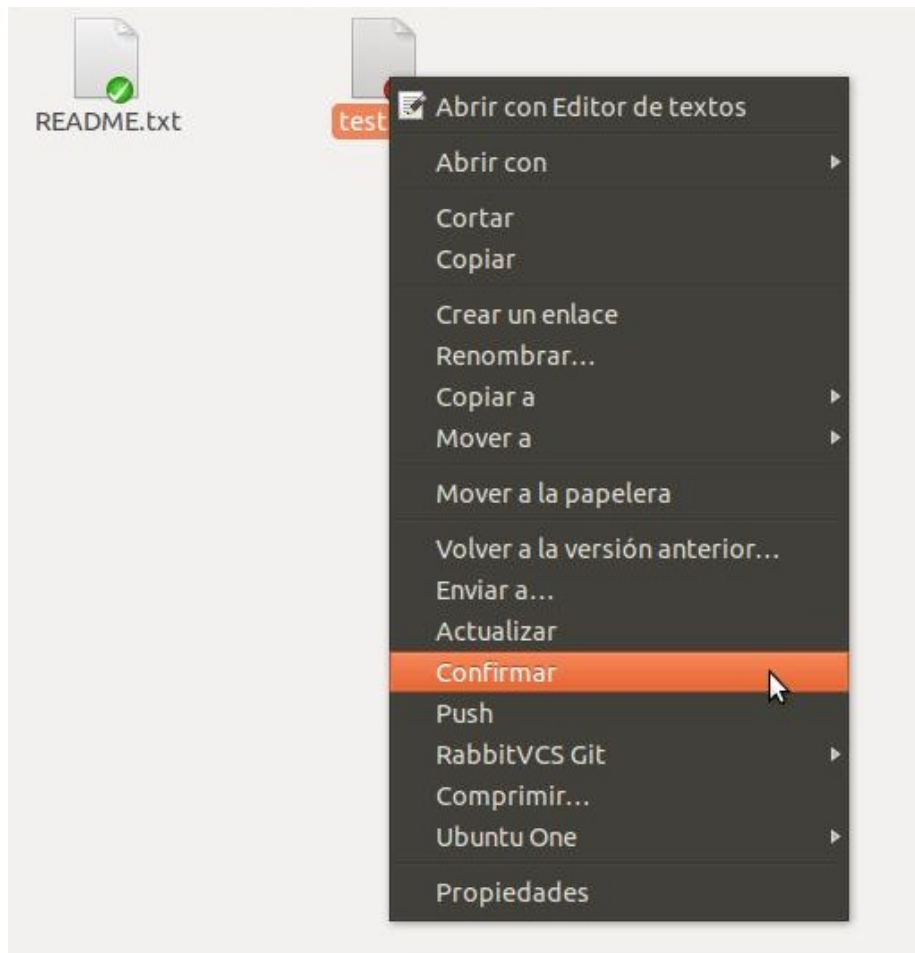 README.txt
test
Abrir con Editor de textos
Abrir con
Cortar
Copiar
Crear un enlace
Renombrar...
Copiar a
Mover a
Mover a la papelera
Volver a la versión anterior...
Enviar a...
Actualizar
Confirmar
Push
RabbitVCS Git
Comprimir...
Ubuntu One
Propiedades